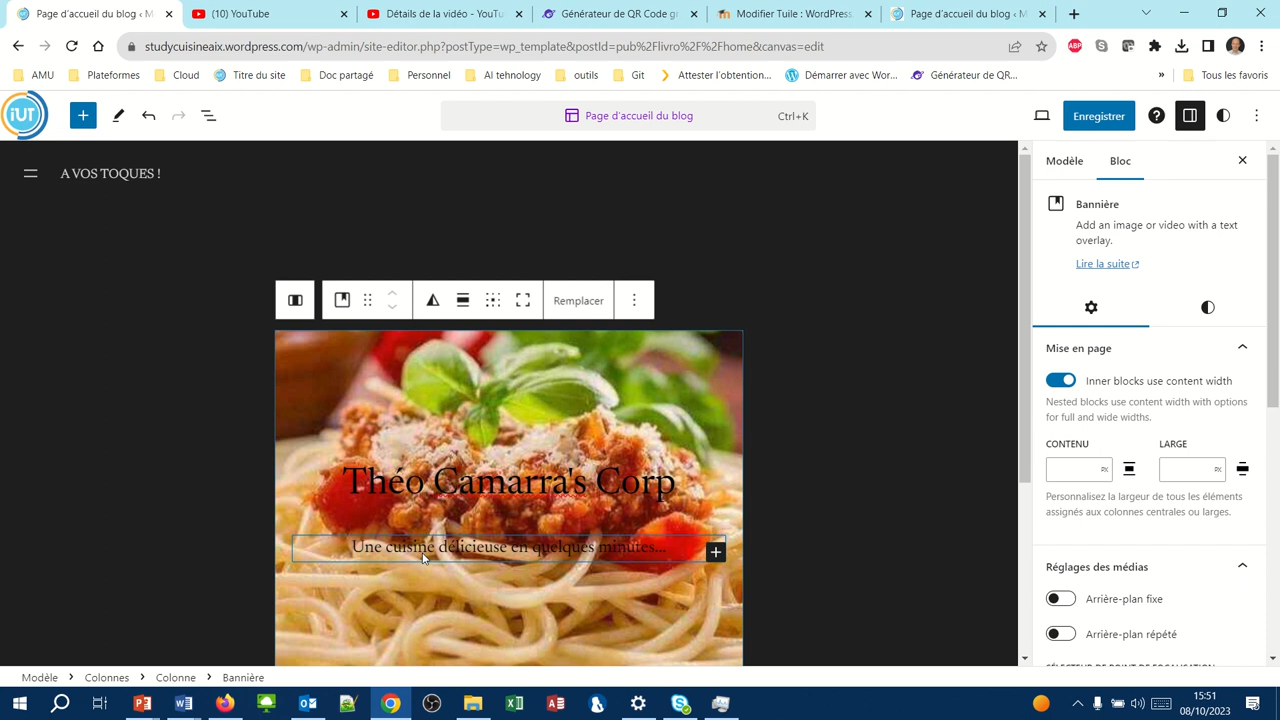 Page d'accueil du blog ‹ M
(10) YouTube
Détails de la vidéo - YouTu
Générateur de QR Code gr
Modifier Tuile : WordPress
Page d'accueil du blog ‹ M
studycuisineaix.wordpress.com/wp-admin/site-editor.php?postType=wp_template&postId=pub%2Flivro%2F%2Fhome&canvas=edit
ABP
AMU
Plateformes
Cloud
Titre du site
Doc partagé
Personnel
AI tehnology
outils
Git
Attester l'obtention...
Démarrer avec Wor...
Générateur de QR...
»
Tous les favoris
iUT
Page d'accueil du blog
Ctrl+K
Enregistrer
A VOS TOQUES !
Modèle
Bloc
Bannière
Add an image or video with a text
overlay.
Lire la suite
Remplacer
Mise en page
Inner blocks use content width
Nested blocks use content width with options
for full and wide widths.
CONTENU
LARGE
PX
PX
Personnalisez la largeur de tous les éléments
assignés aux colonnes centrales ou larges.
Théo Camarra's Corp
Une cuisine délicieuse en quelques minutes...
Réglages des médias
Arrière-plan fixe
Arrière-plan répété
SÉLECTEUR DE POINT DE FOCALISATION
Modèle
Colonnes
Colonne
Bannière
15:51
08/10/2023